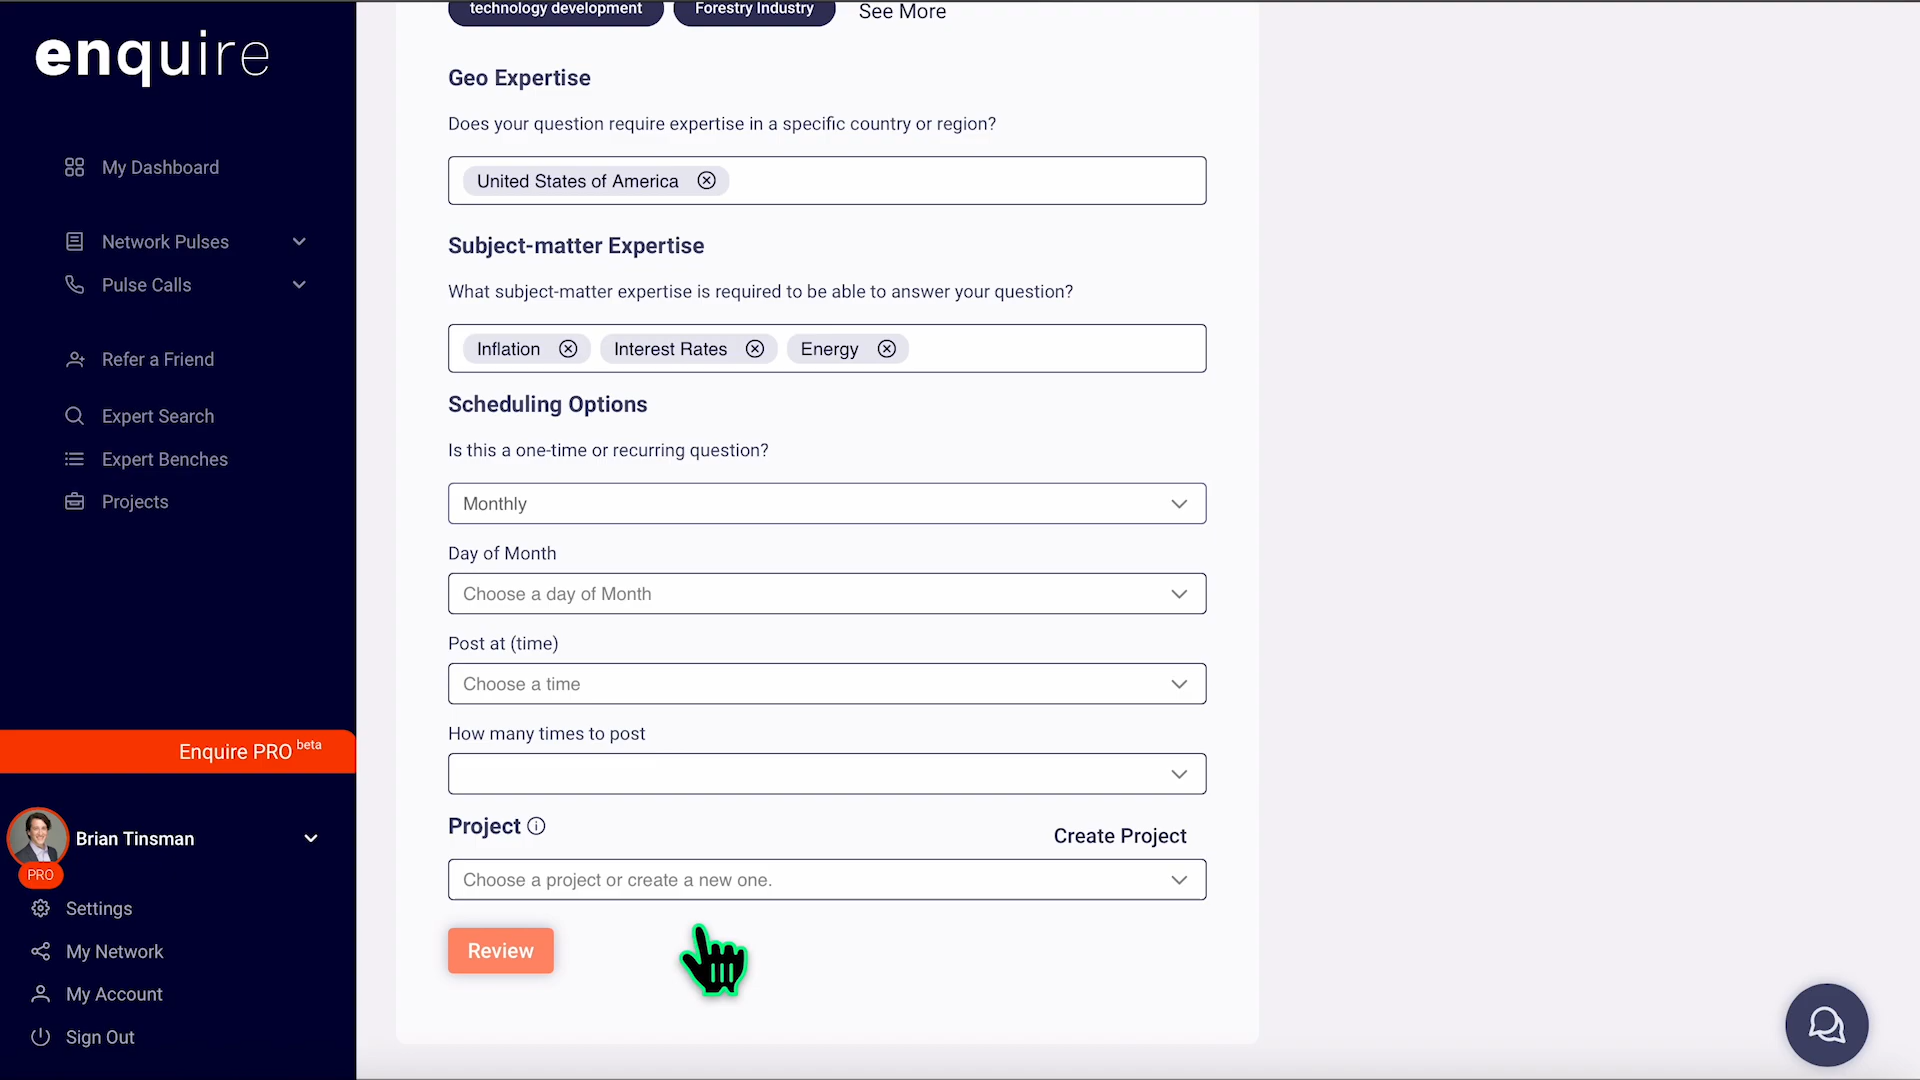 enquire
My Dashboard
Network Pulses
Pulse Calls
Refer a Friend
Expert Search
Expert Benches
Projects
Enquire PRO beta
Brian Tinsman
PRO
Settings
My Network
My Account
Sign Out
technology development Forestry Industry See More
Geo Expertise
Does your question require expertise in a specific country or region?
United States of America
Subject-matter Expertise
What subject-matter expertise is required to be able to answer your question?
Inflation Interest Rates Energy
Scheduling Options
Is this a one-time or recurring question?
Monthly
Day of Month
Choose a day of Month
Post at (time)
Choose a time
How many times to post
Project
Create Project
Choose a project or create a new one.
Review